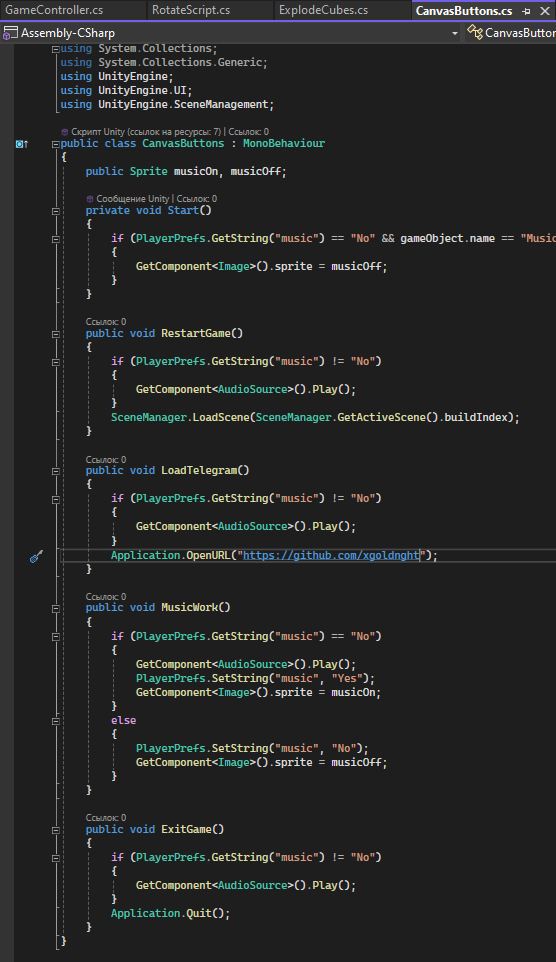 GameController.cs RotateScript.cs ExplodeCubes.cs CanvasButtons.cs
Assembly-CSharp CanvasButton
using System.Collections;
using System.Collections.Generic;
using UnityEngine;
using UnityEngine.UI;
using UnityEngine.SceneManagement;
Скрипт Unity (ссылок на ресурсы: 7) | Ссылок: 0
public class CanvasButtons : MonoBehaviour
{
public Sprite musicOn, musicOff;
Сообщение Unity | Ссылок: 0
private void Start()
{
if (PlayerPrefs.GetString("music") == "No" && gameObject.name == "Music
{
GetComponent<Image>().sprite = musicOff;
}
}
Ссылок: 0
public void RestartGame()
{
if (PlayerPrefs.GetString("music") != "No")
{
GetComponent<AudioSource>().Play();
}
SceneManager.LoadScene(SceneManager.GetActiveScene().buildIndex);
}
Ссылок: 0
public void LoadTelegram()
{
if (PlayerPrefs.GetString("music") != "No")
{
GetComponent<AudioSource>().Play();
}
Application.OpenURL("https://github.com/xgoldnght");
}
Ссылок: 0
public void MusicWork()
{
if (PlayerPrefs.GetString("music") == "No")
{
GetComponent<AudioSource>().Play();
PlayerPrefs.SetString("music", "Yes");
GetComponent<Image>().sprite = musicOn;
}
else
{
PlayerPrefs.SetString("music", "No");
GetComponent<Image>().sprite = musicOff;
}
}
Ссылок: 0
public void ExitGame()
{
if (PlayerPrefs.GetString("music") != "No")
{
GetComponent<AudioSource>().Play();
}
Application.Quit();
}
}